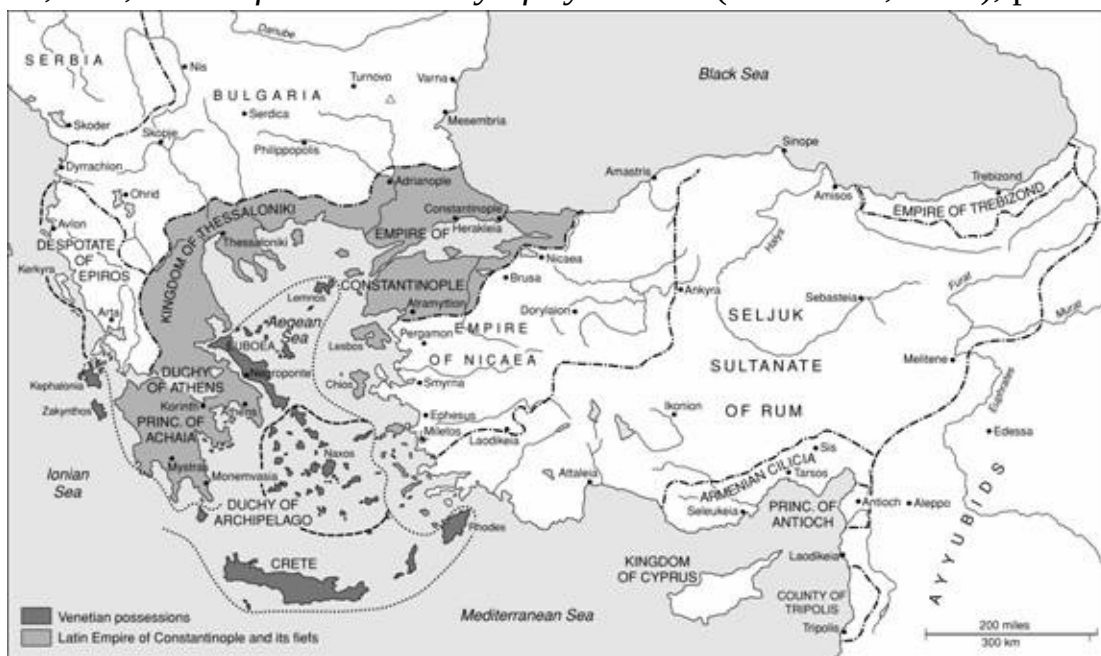 Danube
SERBIA
Nis
Turnovo
Varna
Black Sea
BULGARIA
Serdica
Mesembria
Skoder
Skopje
Philippopolis
Sinope
Dyrrachion
Amastris
Trebizond
Adrianople
Amisos
Ohrid
EMPIRE OF TREBIZOND
KINGDOM OF THESSALONIKI
Constantinople
Avlon
Herakleia
EMPIRE OF
Thessaloniki
Halys
DESPOTATE
OF
EPIROS
Nicaea
Kerkyra
Brusa
Ankyra
Furat
Lemnos
CONSTANTINOPLE
Sebasteia
Atramyttion
Dorylaion
Murat
Arta
Aegean
Sea
Pergamon
EMPIRE
SELJUK
Lesbos
EUBOEA
OF NICAEA
SULTANATE
Melitene
DUCHY
OF ATHENS
Negroponte
Chios
Smyrna
Kephalonia
Euphrates
Korinth
Athens
Ephesus
Ikonion
OF RUM
Zakynthos
PRINC. OF
ACHAIA
Miletos
Laodikeia
Edessa
Sis
Naxos
Attaleia
ARMENIAN CILICIA
Tarsos
Ionian
Sea
Mystras
Monemvasia
Seleukeia
PRINC. OF
ANTIOCH
Antioch
Aleppo
DUCHY OF
ARCHIPELAGO
Rhodes
KINGDOM
OF CYPRUS
Laodikeia
AYYUBIDS
CRETE
COUNTY OF
TRIPOLIS
Mediterranean Sea
Tripolis
Venetian possessions
Latin Empire of Constantinople and its fiefs
200 miles
300 km